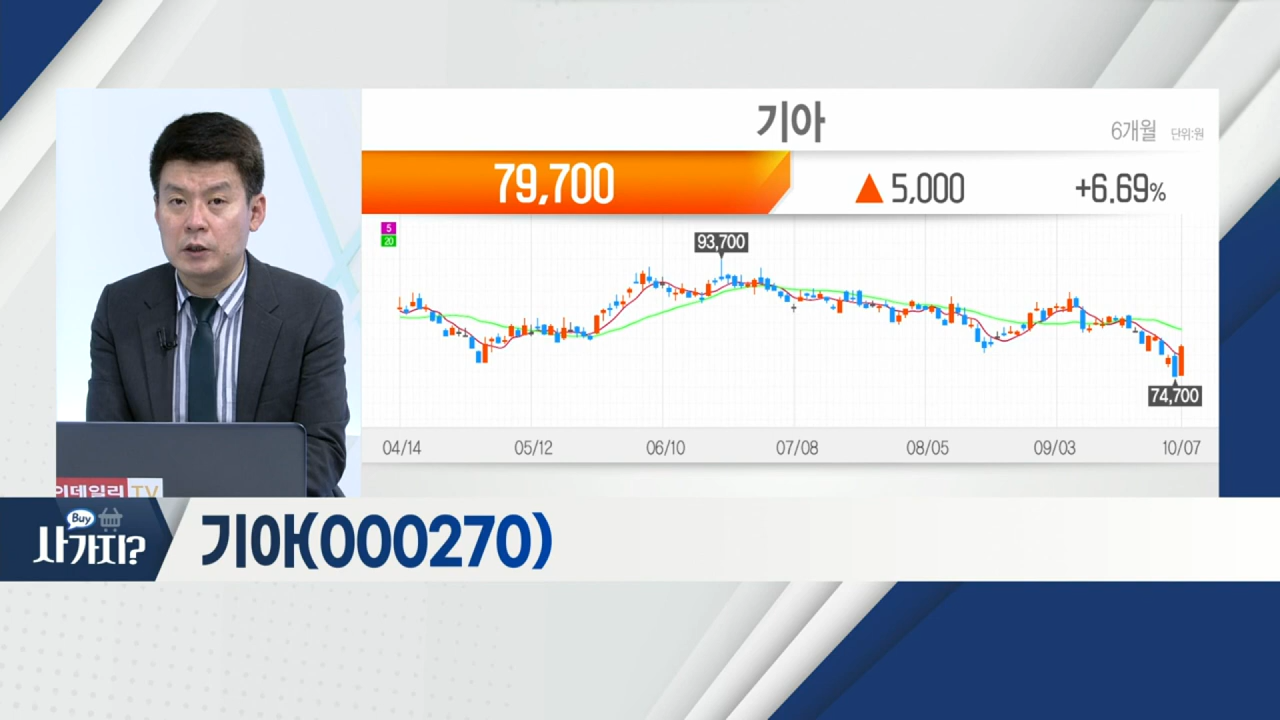 기아
6개월 단위:원
79,700 ▲ 5,000 +6.69%
5
20
93,700
74,700
04/14 05/12 06/10 07/08 08/05 09/03 10/07
이데일리 TV
Buy
사가지?
기아(000270)